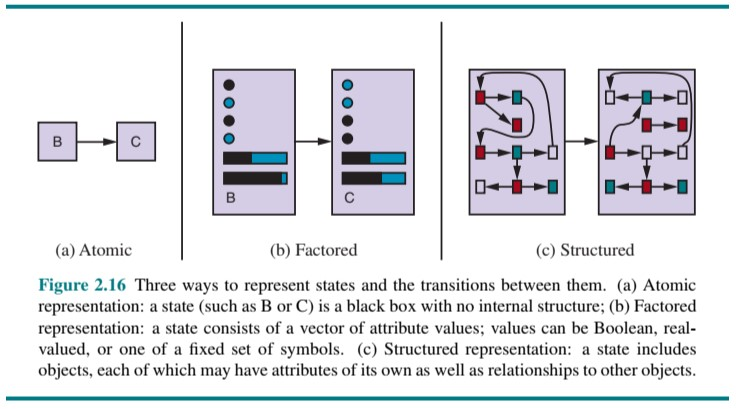 B
C
B
C
(a) Atomic
(b) Factored
(c) Structured
Figure 2.16 Three ways to represent states and the transitions between them. (a) Atomic
representation: a state (such as B or C) is a black box with no internal structure; (b) Factored
representation: a state consists of a vector of attribute values; values can be Boolean, real-
valued, or one of a fixed set of symbols. (c) Structured representation: a state includes
objects, each of which may have attributes of its own as well as relationships to other objects.